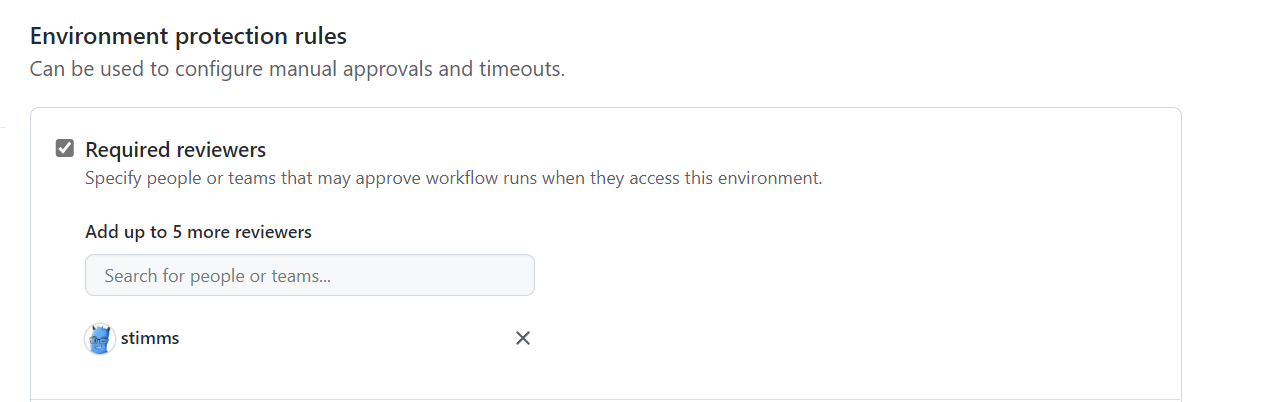 Environment protection rules
Can be used to configure manual approvals and timeouts.
Required reviewers
Specify people or teams that may approve workflow runs when they access this environment.
Add up to 5 more reviewers
Search for people or teams...
stimms